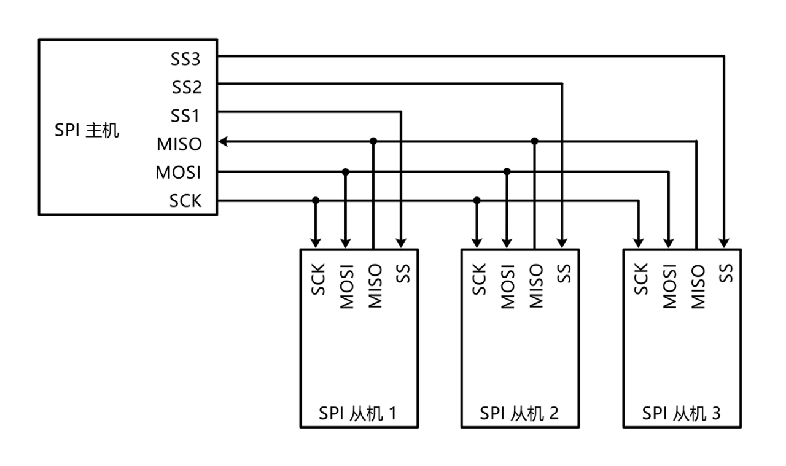 SS3
SS2
SPI 主机
SS1
MISO
MOSI
SCK
SCK MOSI MISO SS
SCK MOSI MISO SS
SCK MOSI MISO SS
SPI 从机 1
SPI 从机 2
SPI 从机 3